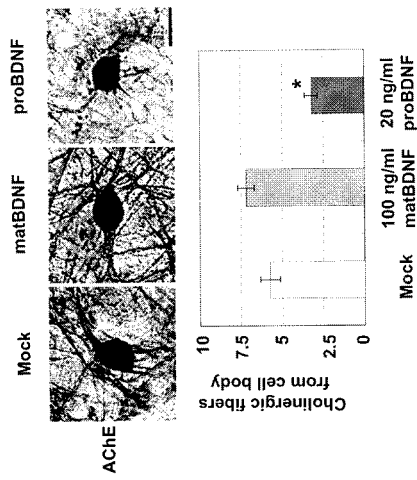 Mock matBDNF proBDNF
AChE
Cholinergic fibers
from cell body
10
7.5
5
2.5
0
*
Mock
100 ng/ml
matBDNF
20 ng/ml
proBDNF